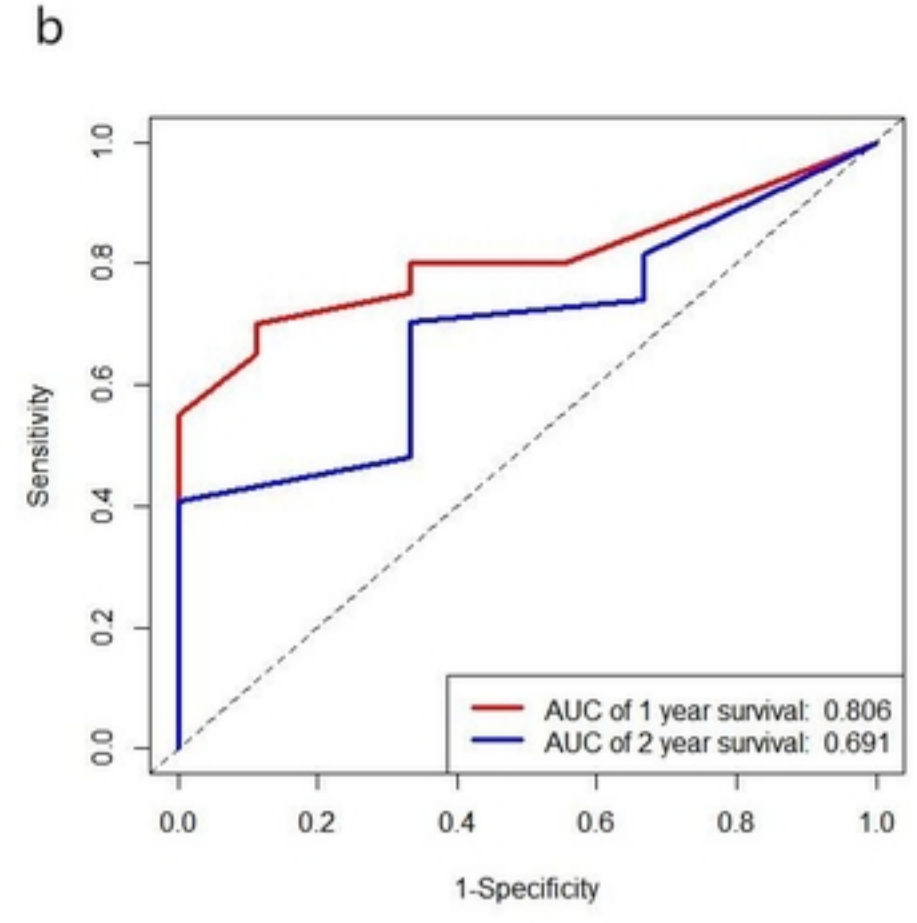 b
1.0
0.8
0.6
0.4
0.2
0.0
Sensitivity
AUC of 1 year survival: 0.806
AUC of 2 year survival: 0.691
0.0 0.2 0.4 0.6 0.8 1.0
1-Specificity